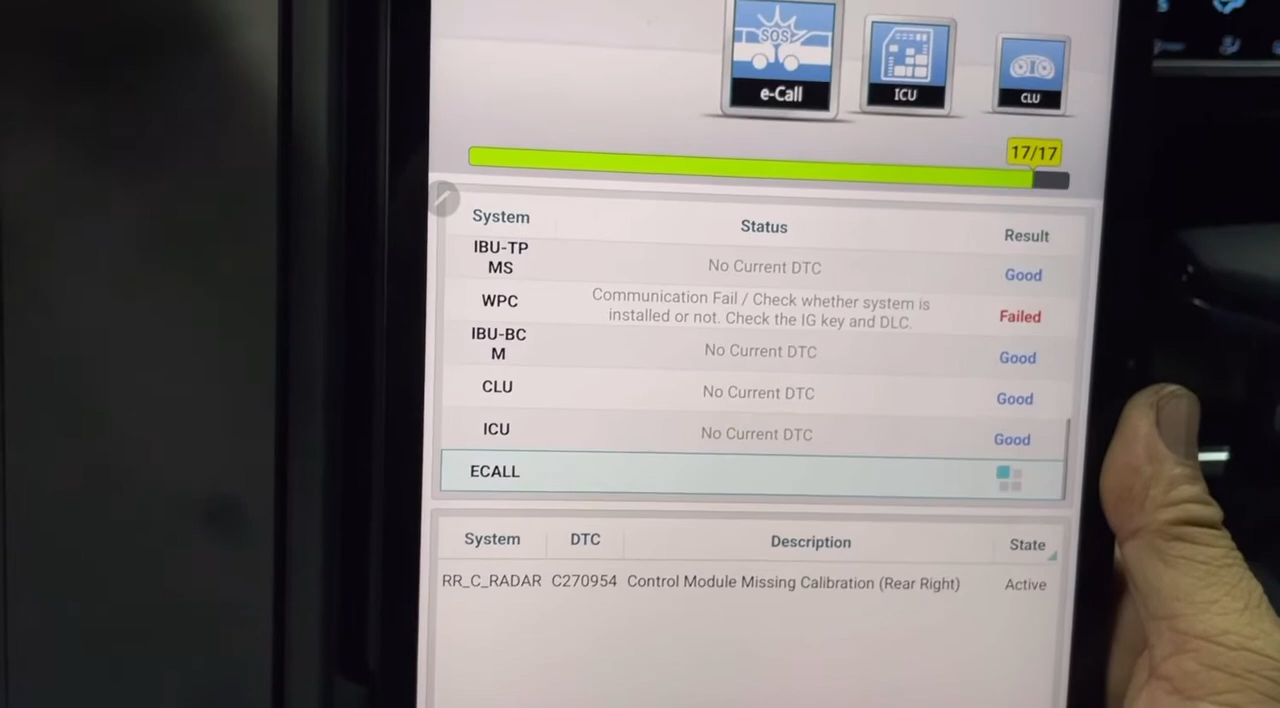 SOS
e-Call
ICU
CLU
17/17
System Status Result
IBU-TP
MS
No Current DTC Good
WPC
Communication Fail / Check whether system is
installed or not. Check the IG key and DLC.
Failed
IBU-BC
M
No Current DTC Good
CLU No Current DTC Good
ICU No Current DTC Good
ECALL
System DTC Description State
RR_C_RADAR C270954 Control Module Missing Calibration (Rear Right) Active